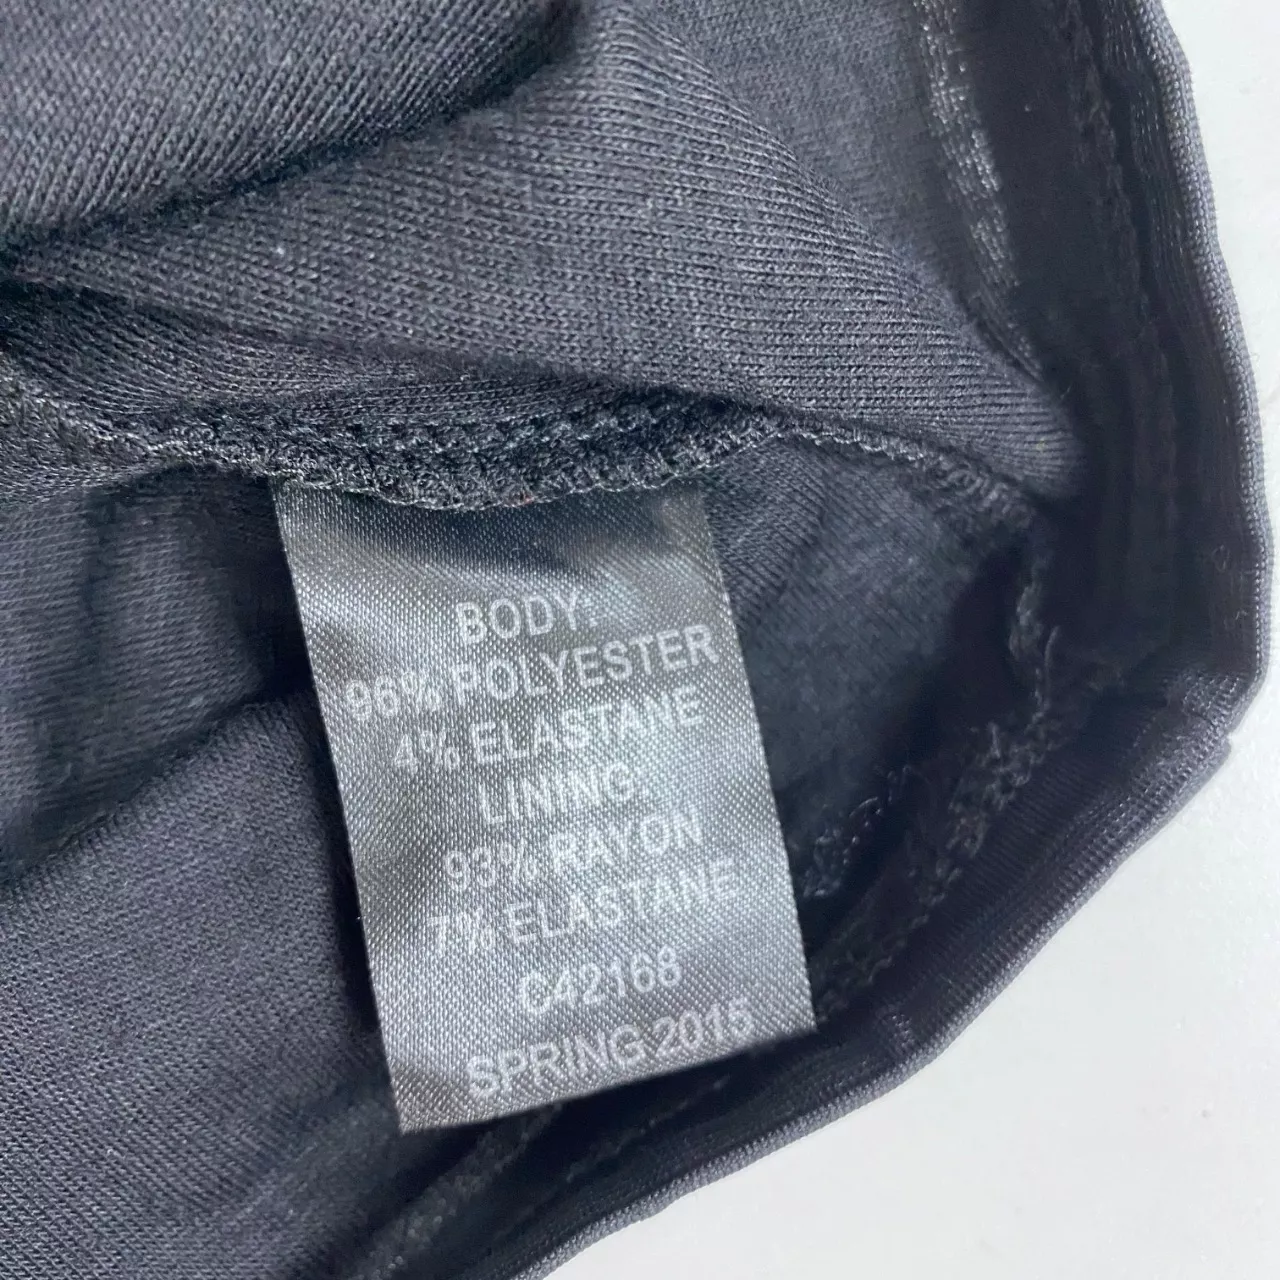 BODY:
96% POLYESTER
4% ELASTANE
LINING:
93% RAYON
7% ELASTANE
C42168
SPRING 2015